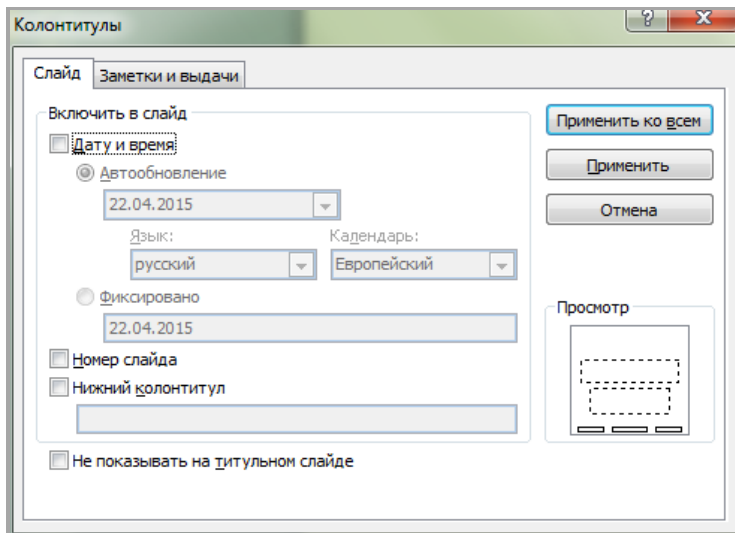 Колонтитулы
Слайд Заметки и выдачи
Включить в слайд
Применить ко всем
Дату и время
Автообновление
Применить
22.04.2015
Отмена
Язык: Календарь:
русский Европейский
Фиксировано
Просмотр
22.04.2015
Номер слайда
Нижний колонтитул
Не показывать на титульном слайде